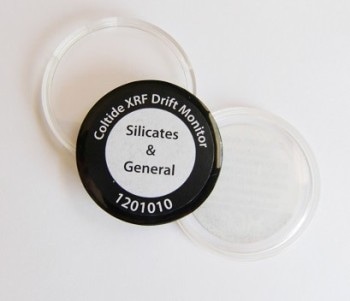 Coltide XRF Drift Monitor
Silicates
&
General
1201010